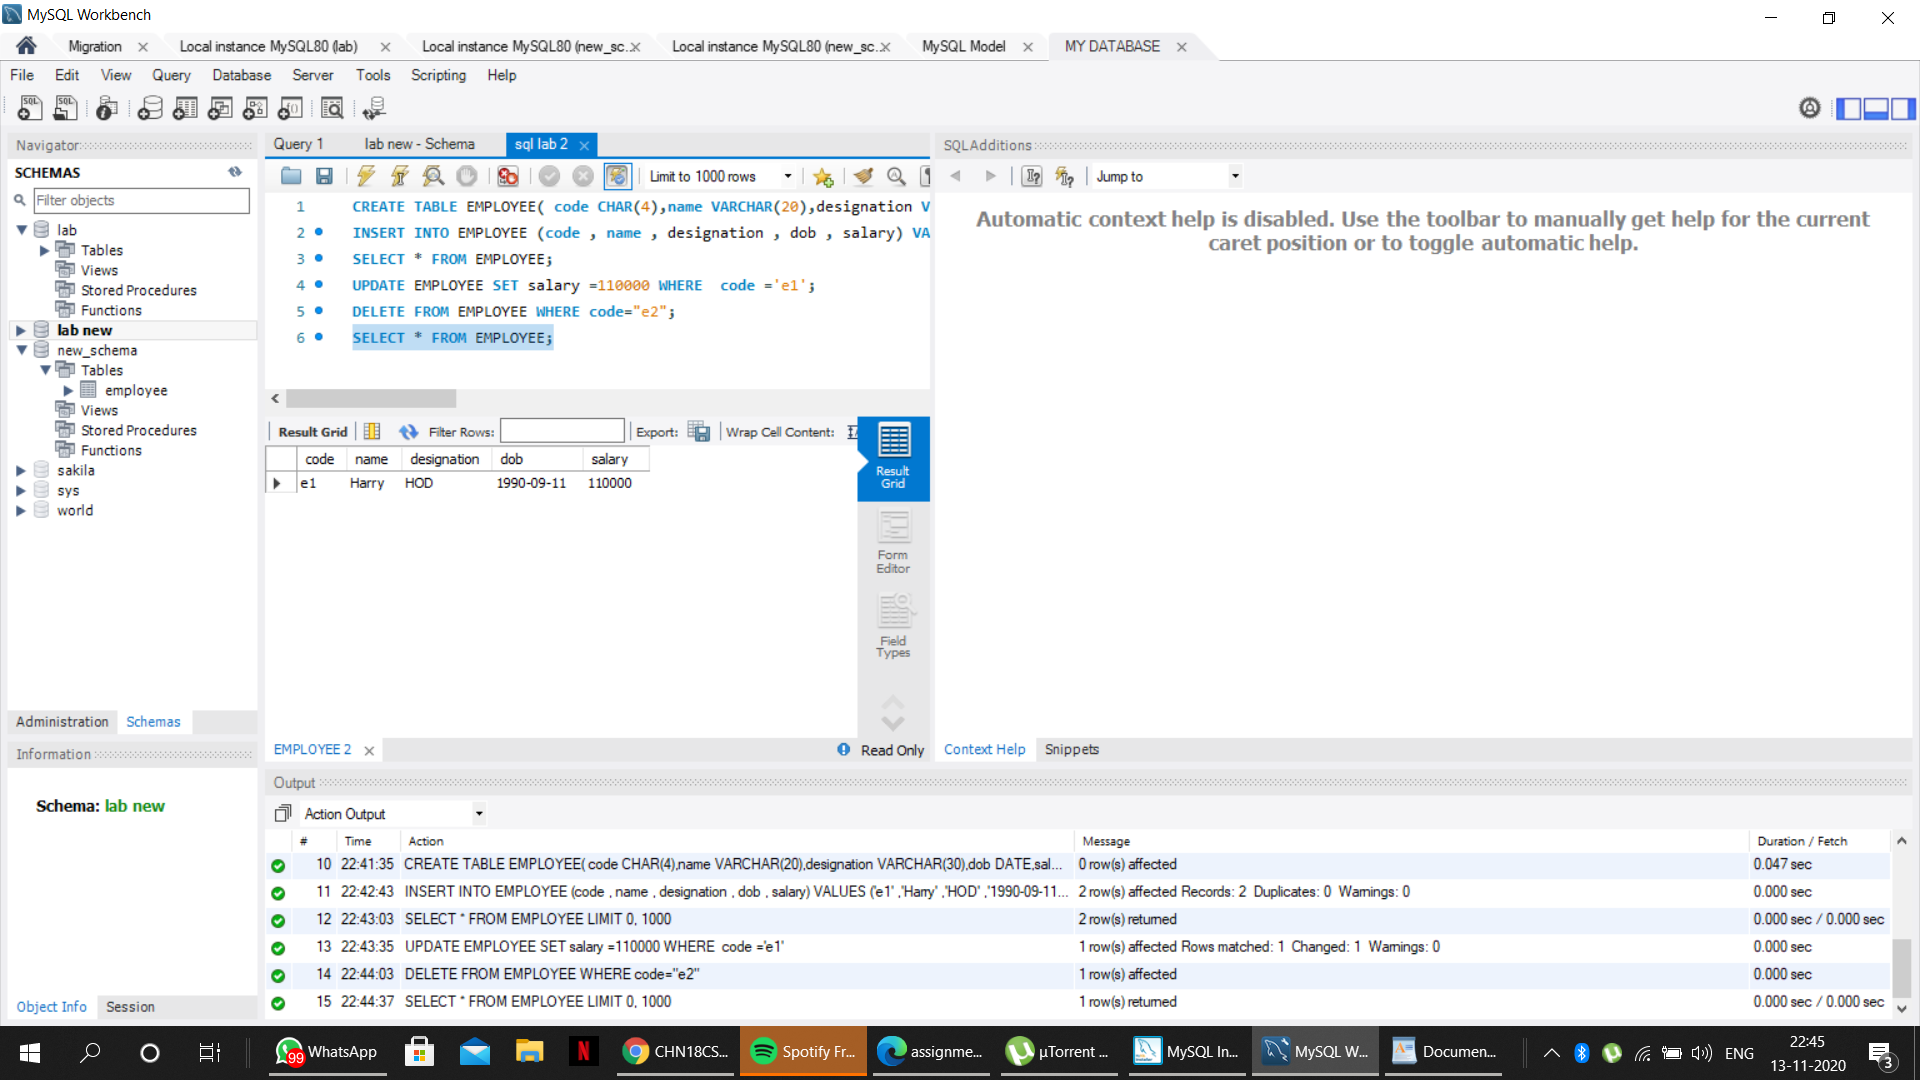 MySQL Workbench
Migration
Local instance MySQL80 (lab)
Local instance MySQL80 (new_sc...
Local instance MySQL80 (new_sc...
MySQL Model
MY DATABASE
File Edit View Query Database Server Tools Scripting Help
Navigator
SCHEMAS
Filter objects
lab
Tables
Views
Stored Procedures
Functions
lab new
new_schema
Tables
employee
Views
Stored Procedures
Functions
sakila
sys
world
Administration Schemas
Information
Schema: lab new
Object Info Session
Query 1 lab new - Schema sql lab 2
Limit to 1000 rows
1 CREATE TABLE EMPLOYEE( code CHAR(4),name VARCHAR(20),designation V
2 INSERT INTO EMPLOYEE (code , name , designation , dob , salary) VA
3 SELECT * FROM EMPLOYEE;
4 UPDATE EMPLOYEE SET salary =110000 WHERE  code ='e1';
5 DELETE FROM EMPLOYEE WHERE code="e2";
6 SELECT * FROM EMPLOYEE;
Result Grid Filter Rows: Export: Wrap Cell Content:
code name designation dob salary
e1 Harry HOD 1990-09-11 110000
Result
Grid
Form
Editor
Field
Types
EMPLOYEE 2
Read Only
SQLAdditions
Jump to
Automatic context help is disabled. Use the toolbar to manually get help for the current
caret position or to toggle automatic help.
Context Help Snippets
Output
Action Output
# Time Action Message Duration / Fetch
10 22:41:35 CREATE TABLE EMPLOYEE( code CHAR(4),name VARCHAR(20),designation VARCHAR(30),dob DATE,sal... 0 row(s) affected 0.047 sec
11 22:42:43 INSERT INTO EMPLOYEE (code , name , designation , dob , salary) VALUES ('e1' ,'Harry' ,'HOD' ,'1990-09-11... 2 row(s) affected Records: 2  Duplicates: 0  Warnings: 0 0.000 sec
12 22:43:03 SELECT * FROM EMPLOYEE LIMIT 0, 1000 2 row(s) returned 0.000 sec / 0.000 sec
13 22:43:35 UPDATE EMPLOYEE SET salary =110000 WHERE  code ='e1' 1 row(s) affected Rows matched: 1  Changed: 1  Warnings: 0 0.000 sec
14 22:44:03 DELETE FROM EMPLOYEE WHERE code="e2" 1 row(s) affected 0.000 sec
15 22:44:37 SELECT * FROM EMPLOYEE LIMIT 0, 1000 1 row(s) returned 0.000 sec / 0.000 sec
99 WhatsApp
N
CHN18CS...
Spotify Fr...
assignme...
µTorrent ...
MySQL In...
MySQL W...
Documen...
ENG
22:45
13-11-2020
3